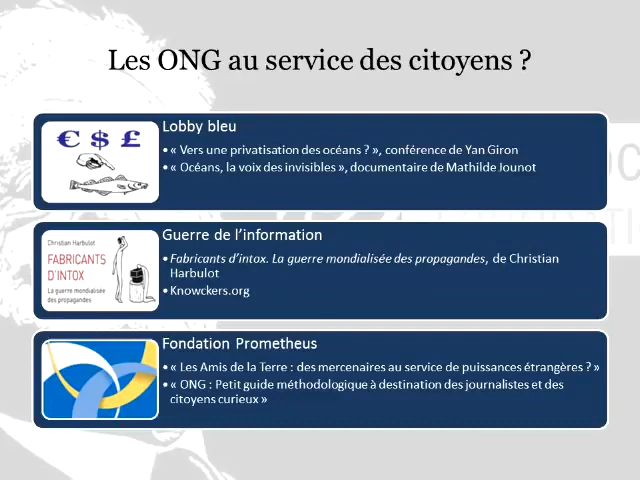 Les ONG au service des citoyens ?
€ $ £
Lobby bleu
• « Vers une privatisation des océans ? », conférence de Yan Giron
• « Océans, la voix des invisibles », documentaire de Mathilde Jounot
Christian Harbulot
FABRICANTS
D'INTOX
La guerre mondialisée
des propagandes
Guerre de l'information
• Fabricants d'intox. La guerre mondialisée des propagandes, de Christian
Harbulot
• Knowckers.org
Fondation Prometheus
• « Les Amis de la Terre : des mercenaires au service de puissances étrangères ? »
• « ONG : Petit guide méthodologique à destination des journalistes et des
citoyens curieux »